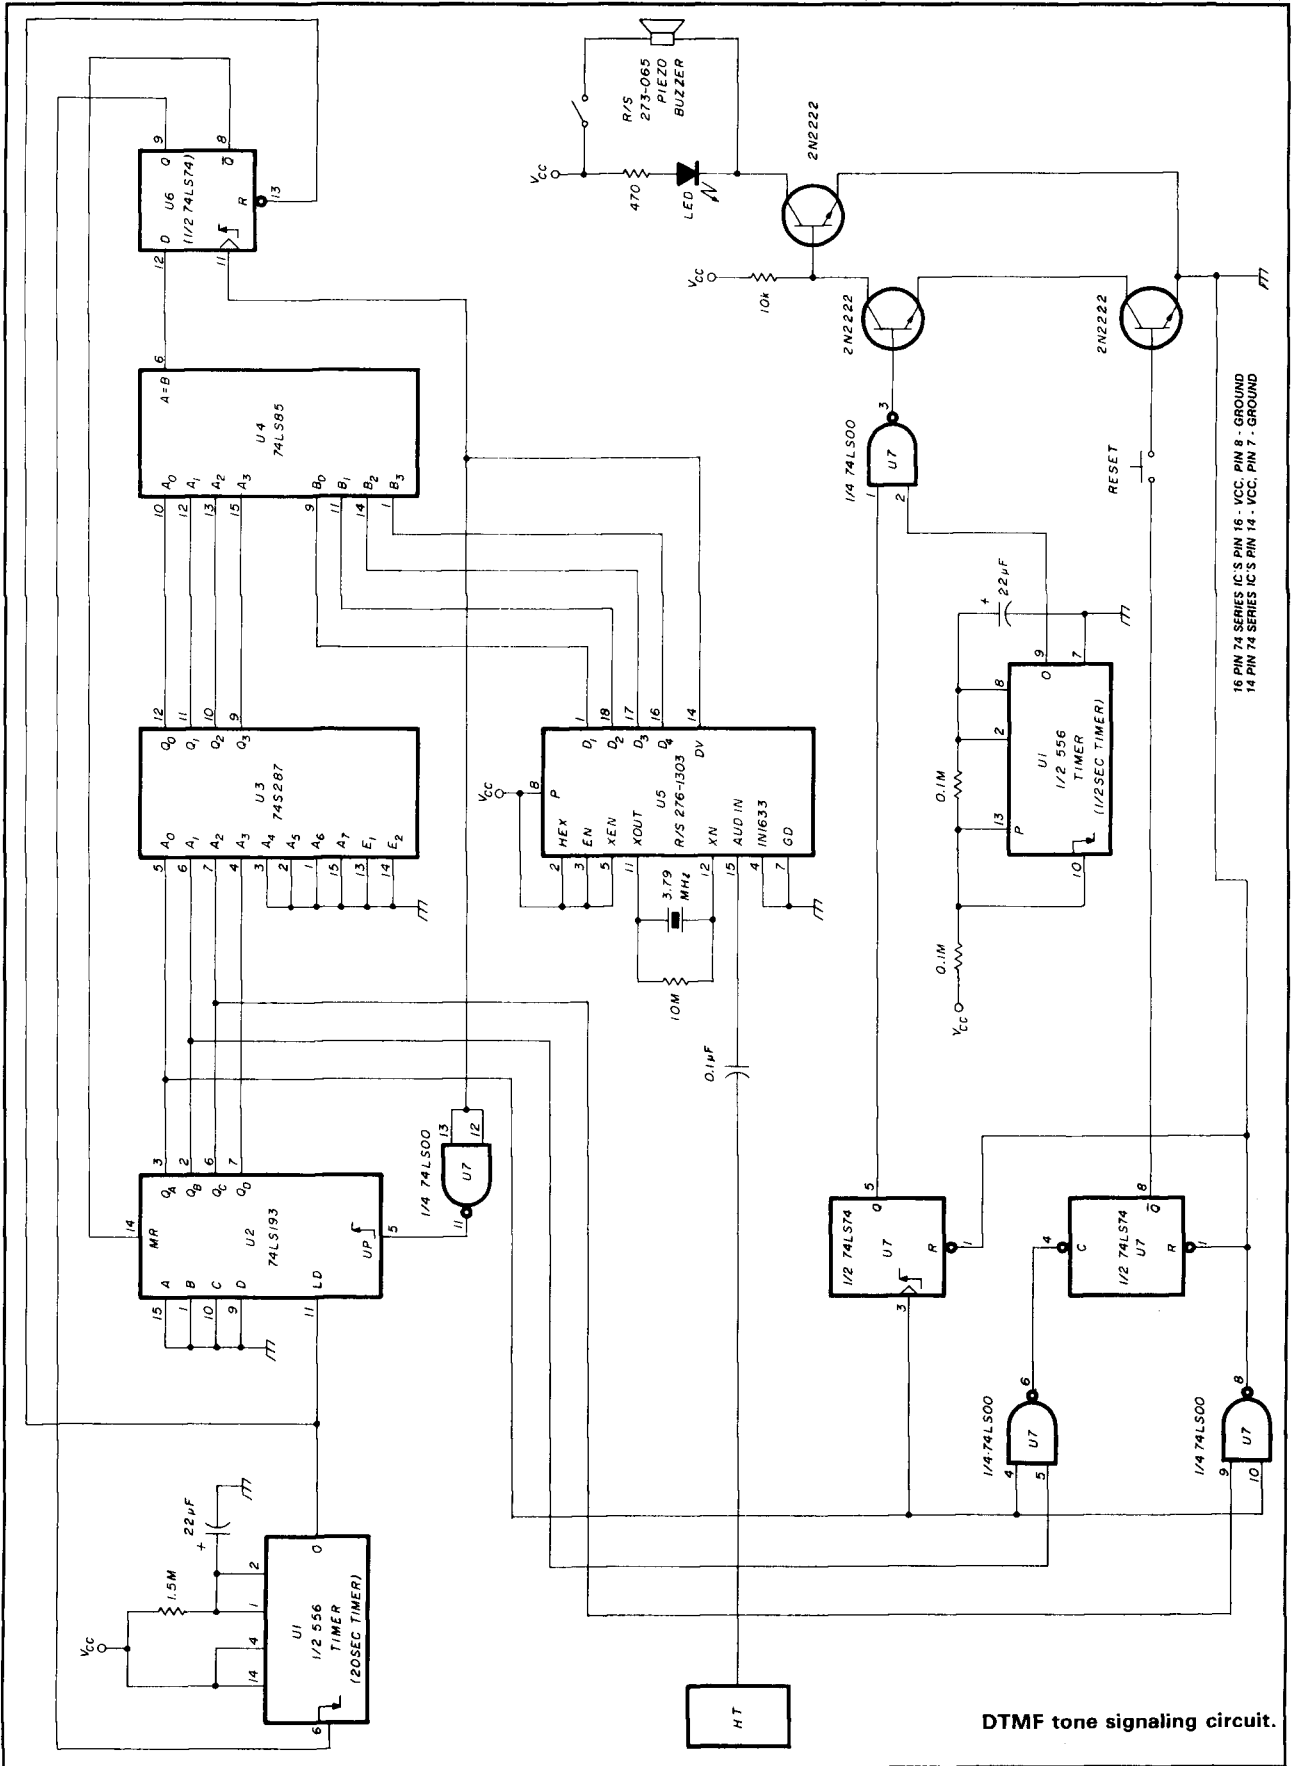 VCC
1.5M
22µF
+
14
4
1
2
U1
1/2 556
TIMER
(20SEC TIMER)
6
O
15
1
10
9
11
A
B
C
D
LD
MR
14
QA
QB
QC
QD
3
2
6
7
U2
74LS193
UP
5
11
U7
13
12
1/4 74LS00
5
6
7
4
3
2
1
15
13
14
A0
A1
A2
A3
A4
A5
A6
A7
E1
E2
U3
74S287
Q0
Q1
Q2
Q3
12
11
10
9
10
12
13
15
9
11
14
1
A0
A1
A2
A3
B0
B1
B2
B3
U4
74LS85
A=B
6
12
11
D
U6
(1/2 74LS74)
Q
Q
R
9
8
13
HT
0.1µF
10M
3.79
MHz
2
3
5
11
12
15
4
7
HEX
EN
XEN
XOUT
XN
AUD IN
IN1633
GD
VCC
8
P
U5
R/S 276-1303
D1
D2
D3
D4
DV
1
18
17
16
14
1/4 74LS00
4
5
U7
6
1/4 74LS00
9
10
U7
8
3
1/2 74LS74
U7
Q
R
5
1
4
C
1/2 74LS74
U7
Q
R
8
1
VCC
0.1M
0.1M
22µF
+
10
13
2
8
P
U1
1/2 556
TIMER
(1/2SEC TIMER)
O
9
7
1/4 74LS00
1
2
U7
3
RESET
2N2222
2N2222
2N2222
VCC
10k
VCC
470
LED
R/S
273-065
PIEZO
BUZZER
16 PIN 74 SERIES IC'S PIN 16 - VCC, PIN 8 - GROUND
14 PIN 74 SERIES IC'S PIN 14 - VCC, PIN 7 - GROUND
DTMF tone signaling circuit.